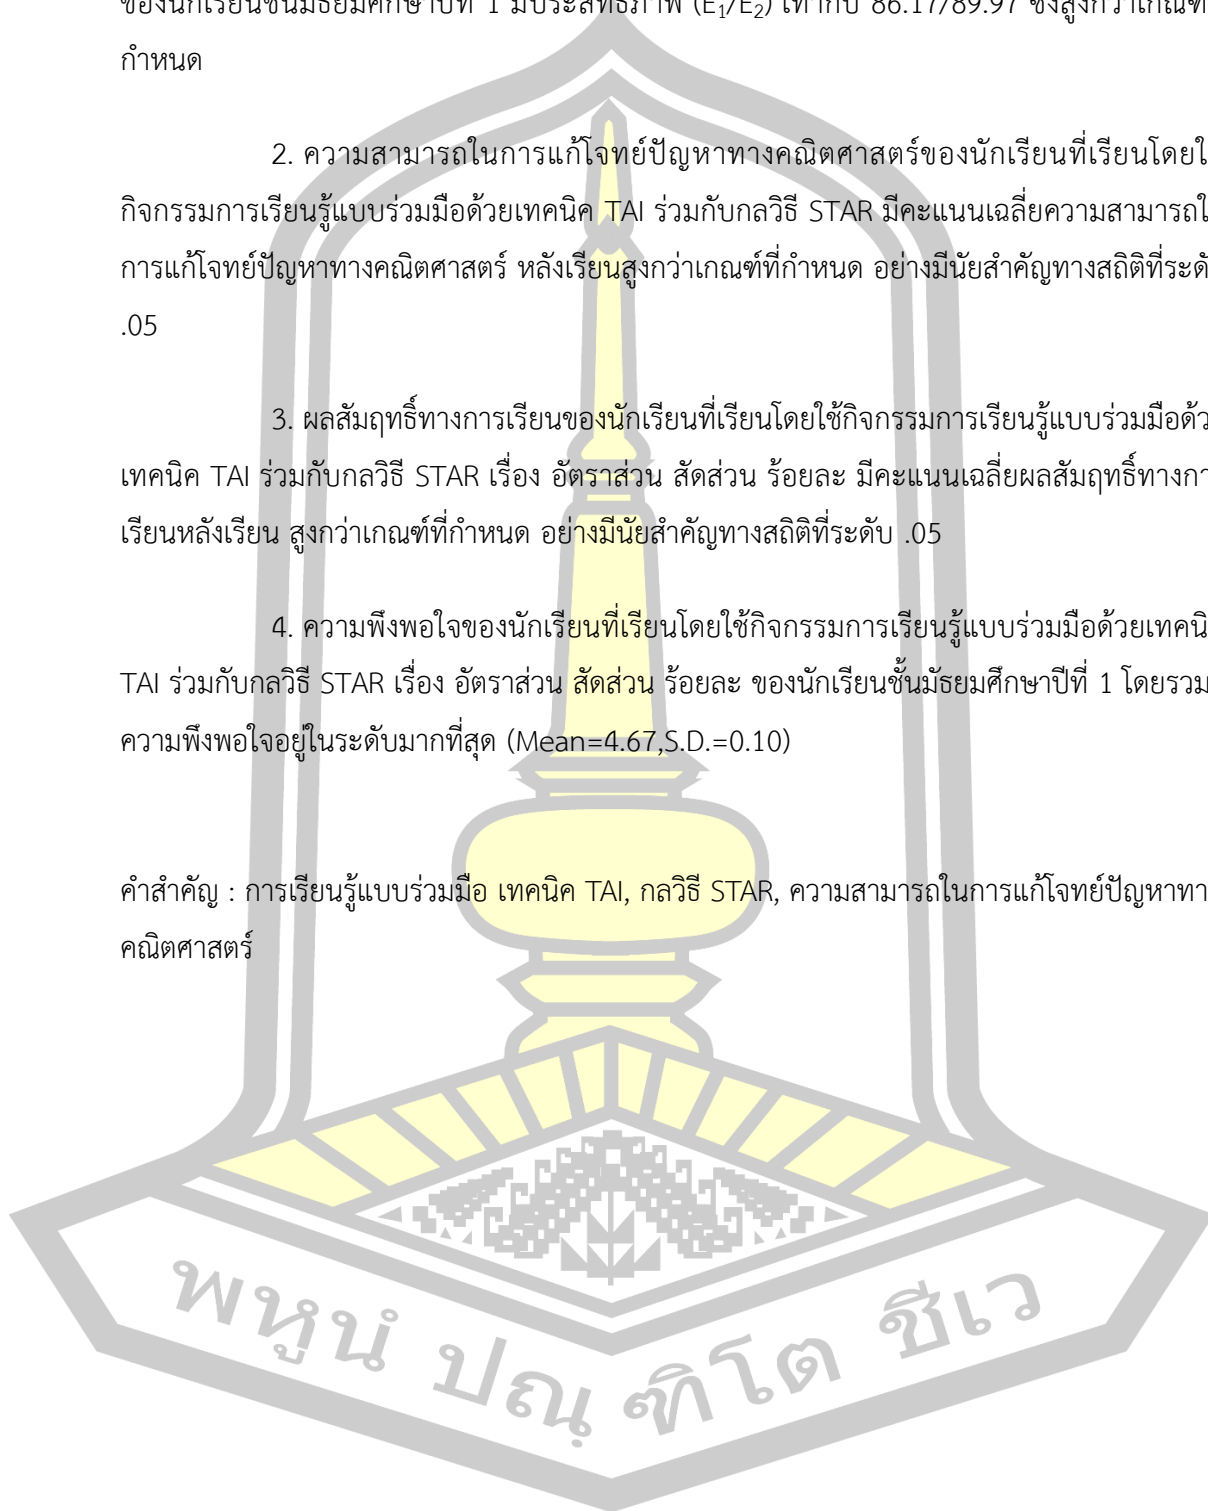 ของนักเรียนชั้นมัธยมศึกษาปีที่ 1 มีประสิทธิภาพ (E1/E2) เท่ากับ 86.17/89.97 ซึ่งสูงกว่าเกณฑ์
กำหนด
2. ความสามารถในการแก้โจทย์ปัญหาทางคณิตศาสตร์ของนักเรียนที่เรียนโดยใ
กิจกรรมการเรียนรู้แบบร่วมมือด้วยเทคนิค TAI ร่วมกับกลวิธี STAR มีคะแนนเฉลี่ยความสามารถใ
การแก้โจทย์ปัญหาทางคณิตศาสตร์ หลังเรียนสูงกว่าเกณฑ์ที่กำหนด อย่างมีนัยสำคัญทางสถิติที่ระดั
.05
3. ผลสัมฤทธิ์ทางการเรียนของนักเรียนที่เรียนโดยใช้กิจกรรมการเรียนรู้แบบร่วมมือด้ว
เทคนิค TAI ร่วมกับกลวิธี STAR เรื่อง อัตราส่วน สัดส่วน ร้อยละ มีคะแนนเฉลี่ยผลสัมฤทธิ์ทางกา
เรียนหลังเรียน สูงกว่าเกณฑ์ที่กำหนด อย่างมีนัยสำคัญทางสถิติที่ระดับ .05
4. ความพึงพอใจของนักเรียนที่เรียนโดยใช้กิจกรรมการเรียนรู้แบบร่วมมือด้วยเทคนิ
TAI ร่วมกับกลวิธี STAR เรื่อง อัตราส่วน สัดส่วน ร้อยละ ของนักเรียนชั้นมัธยมศึกษาปีที่ 1 โดยรวม
ความพึงพอใจอยู่ในระดับมากที่สุด (Mean=4.67,S.D.=0.10)
คำสำคัญ : การเรียนรู้แบบร่วมมือ เทคนิค TAI, กลวิธี STAR, ความสามารถในการแก้โจทย์ปัญหาทา
คณิตศาสตร์
พหูนํ ปณฺฑิโต ชีเว